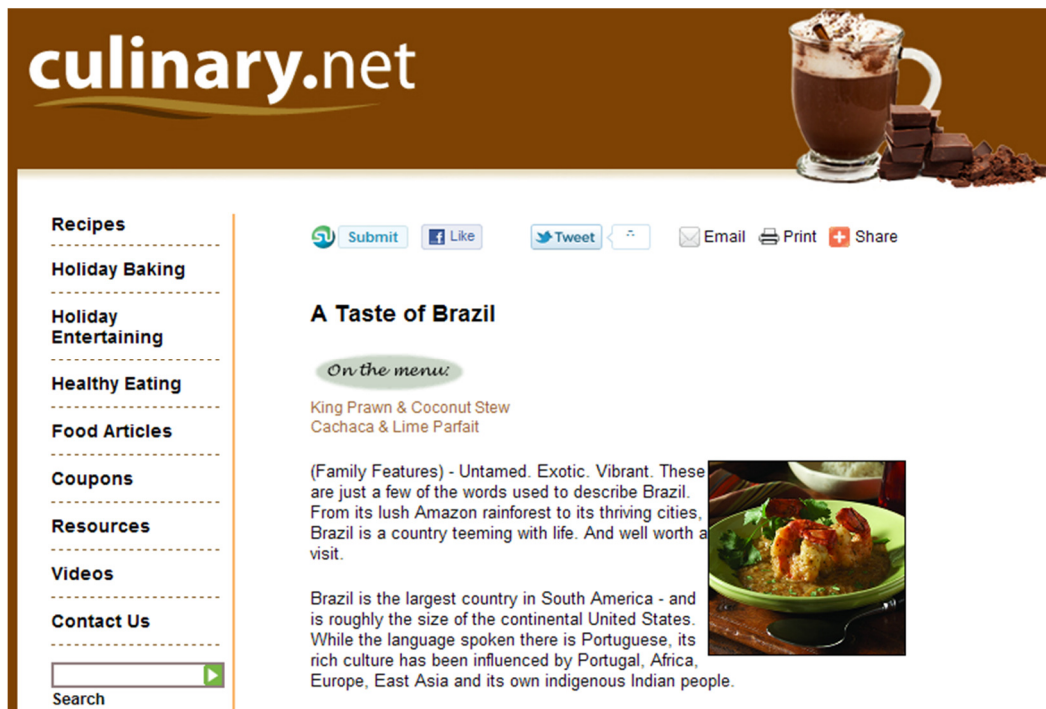 culinary.net
Recipes
Holiday Baking
Holiday
Entertaining
Healthy Eating
Food Articles
Coupons
Resources
Videos
Contact Us
Search
Submit
Like
Tweet
Email
Print
Share
A Taste of Brazil
On the menu:
King Prawn & Coconut Stew
Cachaca & Lime Parfait
(Family Features) - Untamed. Exotic. Vibrant. These
are just a few of the words used to describe Brazil.
From its lush Amazon rainforest to its thriving cities,
Brazil is a country teeming with life. And well worth a
visit.
Brazil is the largest country in South America - and
is roughly the size of the continental United States.
While the language spoken there is Portuguese, its
rich culture has been influenced by Portugal, Africa,
Europe, East Asia and its own indigenous Indian people.